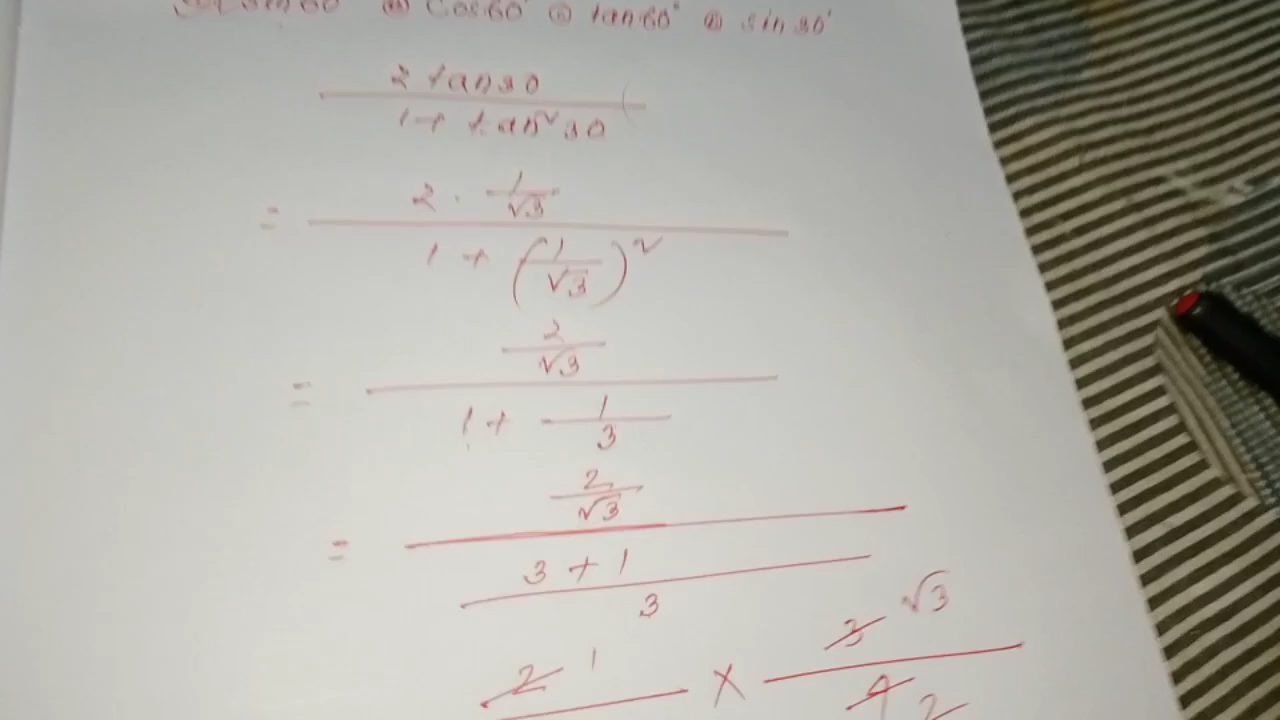 sin60° cos60° tan60° sin30°
2 tan30
1+ tan²30
= 2 · 1/√3
1 + (1/√3)²
= 2/√3
1 + 1/3
= 2/√3
3 + 1
3
2 1 × 3 √3
4 2